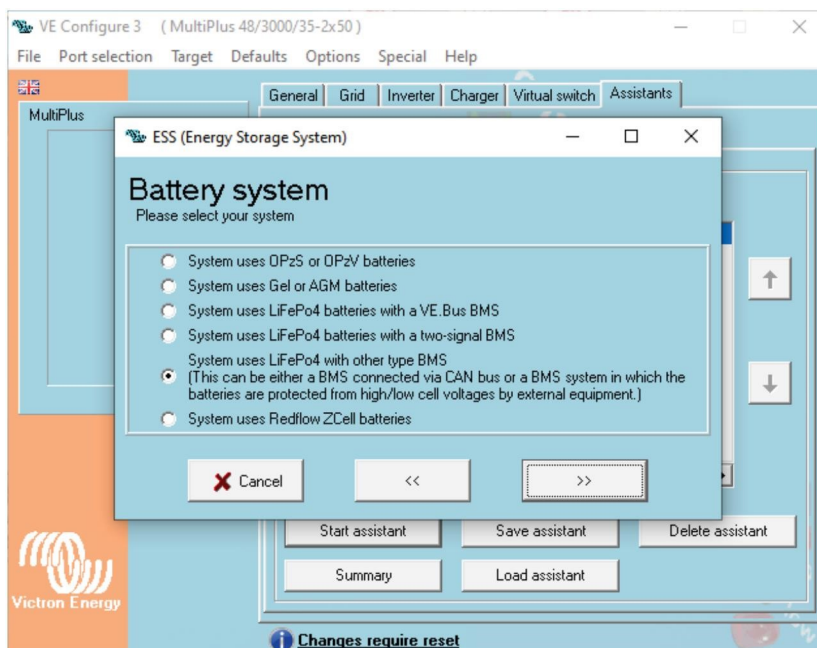 VE Configure 3 ( MultiPlus 48/3000/35-2x50 )
File Port selection Target Defaults Options Special Help
General Grid Inverter Charger Virtual switch Assistants
MultiPlus
ESS (Energy Storage System)
Battery system
Please select your system
System uses OPzS or OPzV batteries
System uses Gel or AGM batteries
System uses LiFePo4 batteries with a VE.Bus BMS
System uses LiFePo4 batteries with a two-signal BMS
System uses LiFePo4 with other type BMS
(This can be either a BMS connected via CAN bus or a BMS system in which the
batteries are protected from high/low cell voltages by external equipment.)
System uses Redflow ZCell batteries
Cancel << >>
Start assistant Save assistant Delete assistant
Summary Load assistant
Victron Energy
Changes require reset